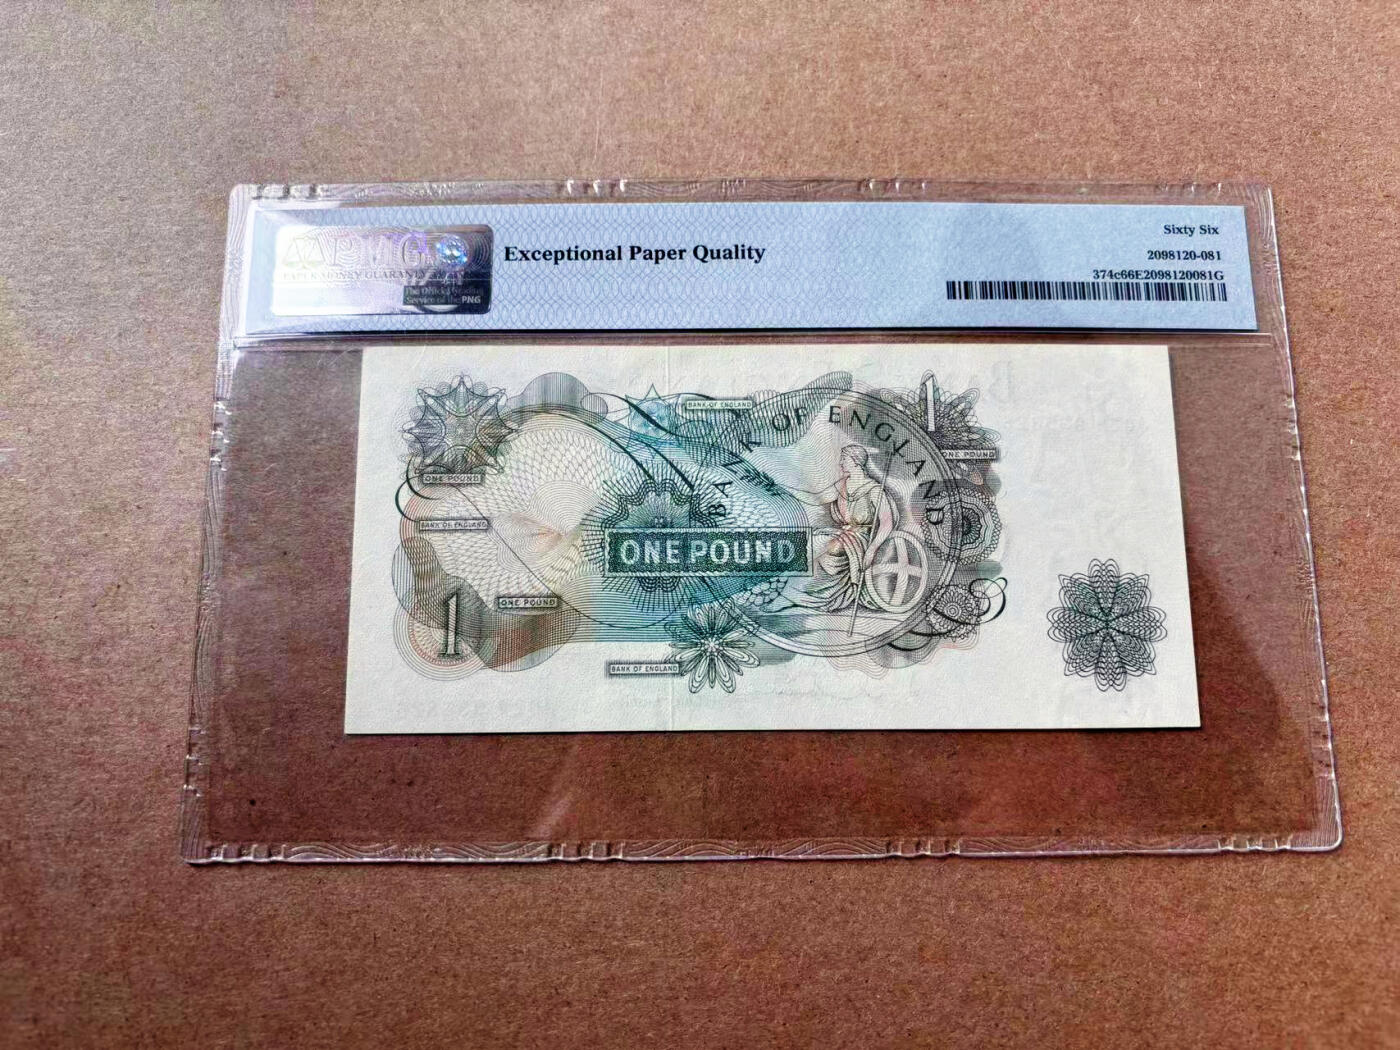 PMG
PAPER MONEY GUARANTY
The Official Grading
Service of the PNG
Exceptional Paper Quality
Sixty Six
2098120-081
374c66E2098120081G
1
BANK OF ENGLAND
BANK OF ENGLAND
ONE POUND
ONE POUND
BANK OF ENGLAND
ONE POUND
ONE POUND
1
BANK OF ENGLAND